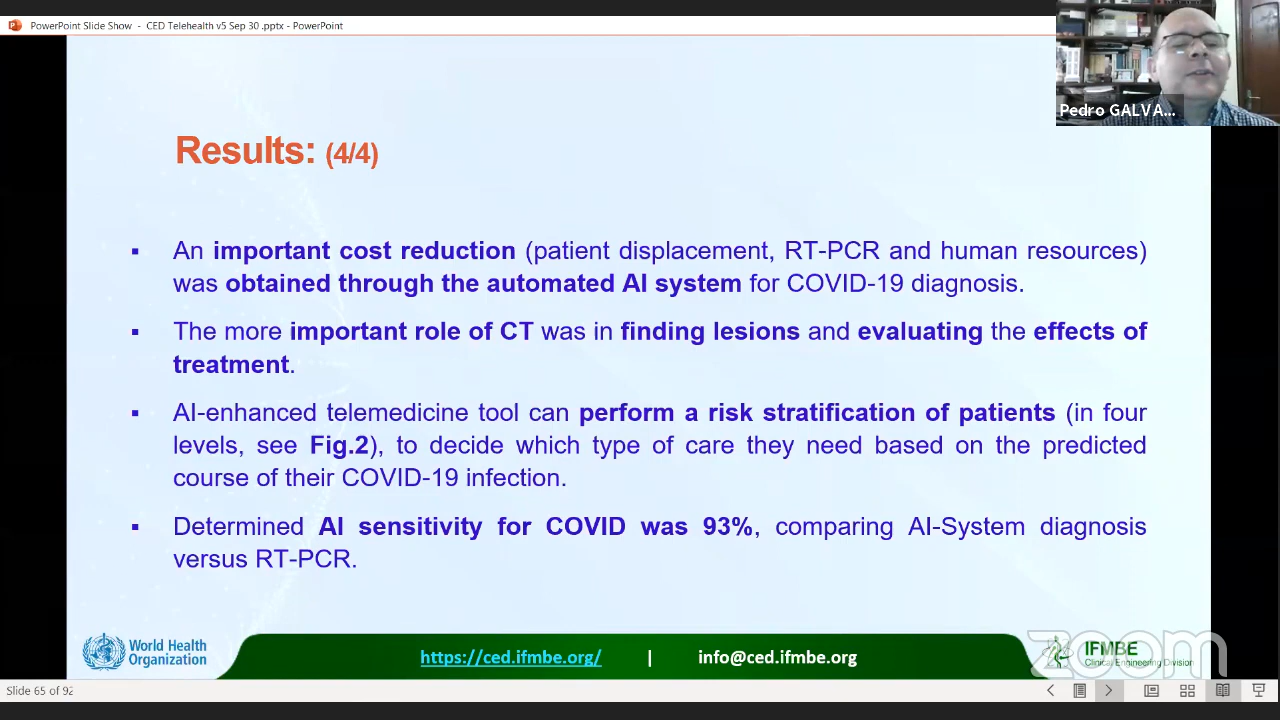 PowerPoint Slide Show - CED Telehealth v5 Sep 30 .pptx - PowerPoint
Pedro GALVA...
Results: (4/4)
▪ An important cost reduction (patient displacement, RT-PCR and human resources)
was obtained through the automated AI system for COVID-19 diagnosis.
▪ The more important role of CT was in finding lesions and evaluating the effects of
treatment.
▪ AI-enhanced telemedicine tool can perform a risk stratification of patients (in four
levels, see Fig.2), to decide which type of care they need based on the predicted
course of their COVID-19 infection.
▪ Determined AI sensitivity for COVID was 93%, comparing AI-System diagnosis
versus RT-PCR.
World Health
Organization
https://ced.ifmbe.org/ | info@ced.ifmbe.org
IFMBE
Clinical Engineering Division
zoom
Slide 65 of 92